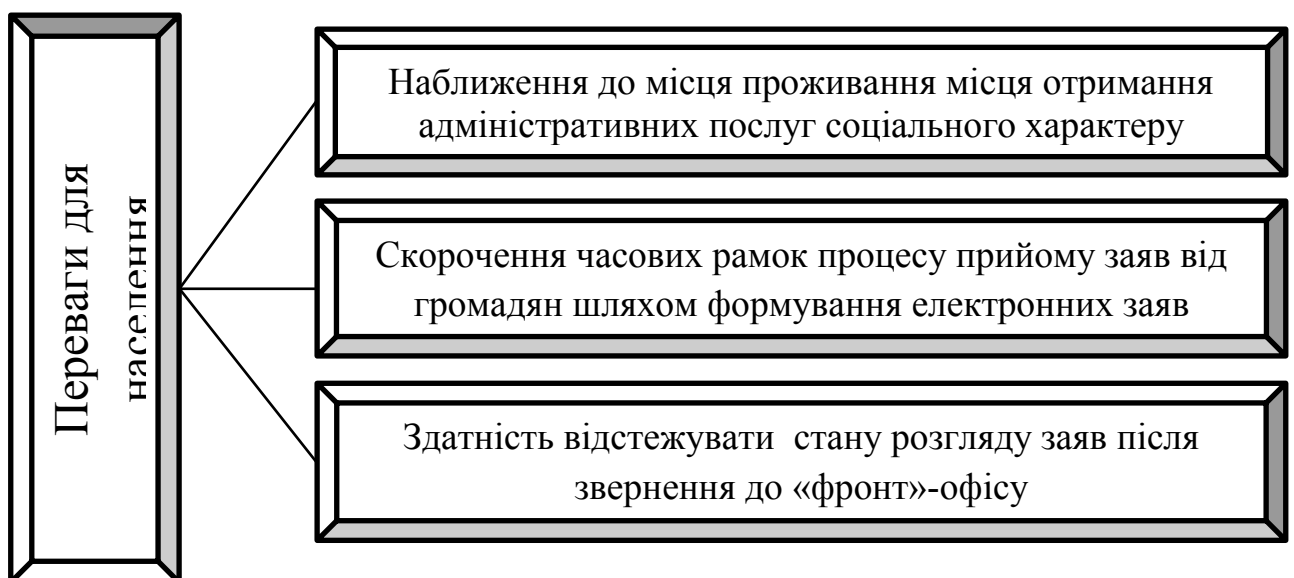 Переваги для
населення
Наближення до місця проживання місця отримання
адміністративних послуг соціального характеру
Скорочення часових рамок процесу прийому заяв від
громадян шляхом формування електронних заяв
Здатність відстежувати стану розгляду заяв після
звернення до «фронт»-офісу